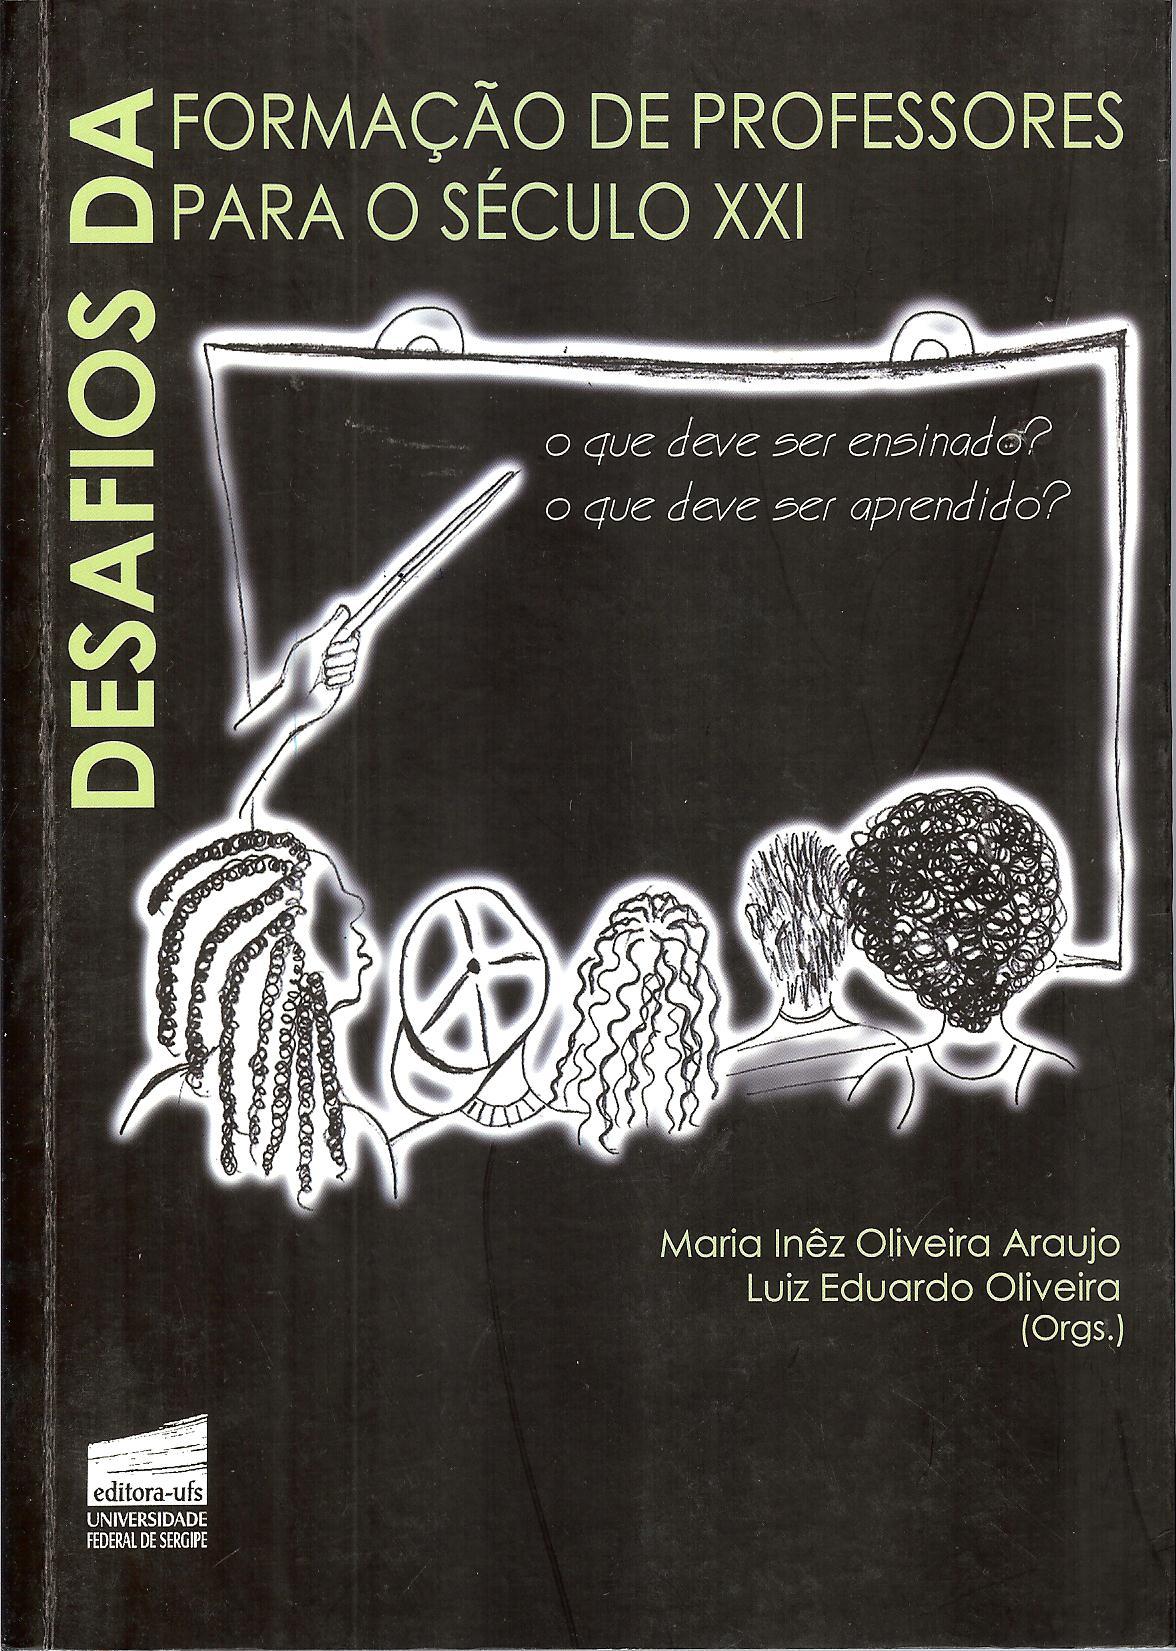 DESAFIOS DA
FORMAÇÃO DE PROFESSORES
PARA O SÉCULO XXI
o que deve ser ensinado?
o que deve ser aprendido?
Maria Inêz Oliveira Araujo
Luiz Eduardo Oliveira
(Orgs.)
editora-ufs
UNIVERSIDADE
FEDERAL DE SERGIPE